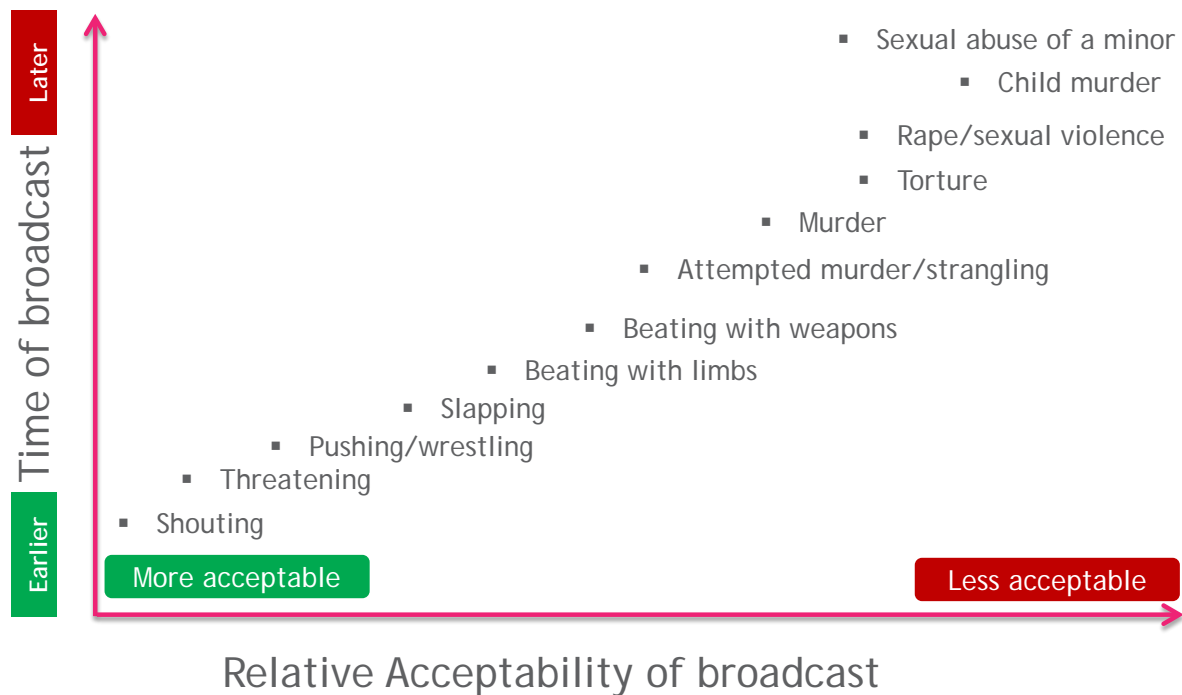 Later
Time of broadcast
Earlier
▪ Sexual abuse of a minor
▪ Child murder
▪ Rape/sexual violence
▪ Torture
▪ Murder
▪ Attempted murder/strangling
▪ Beating with weapons
▪ Beating with limbs
▪ Slapping
▪ Pushing/wrestling
▪ Threatening
▪ Shouting
More acceptable
Less acceptable
Relative Acceptability of broadcast